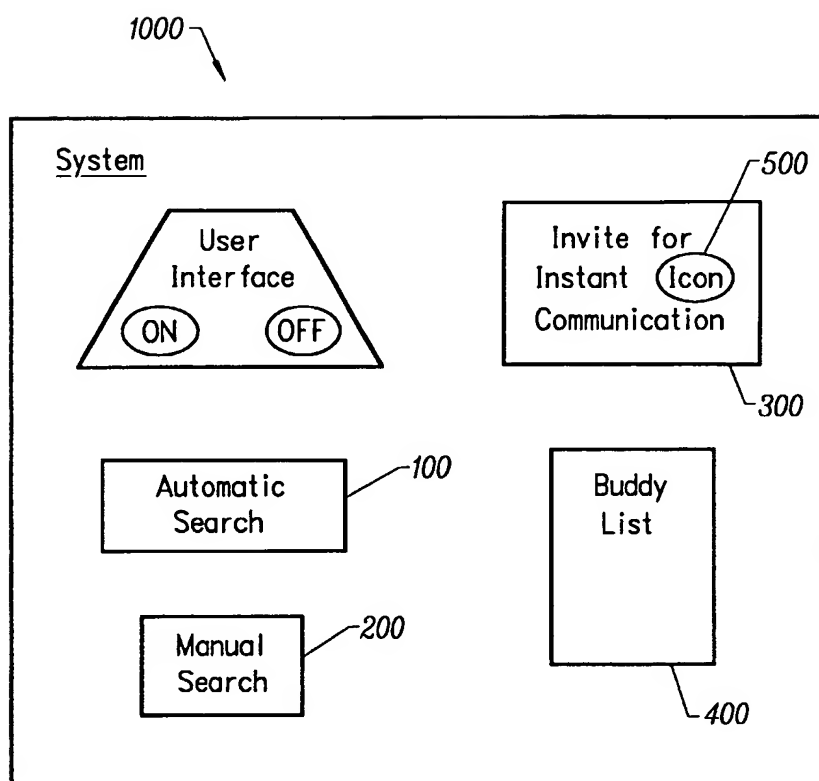 1000
System
500
User
Interface
ON OFF
Invite for
Instant Icon
Communication
300
100
Automatic
Search
Buddy
List
200
Manual
Search
400